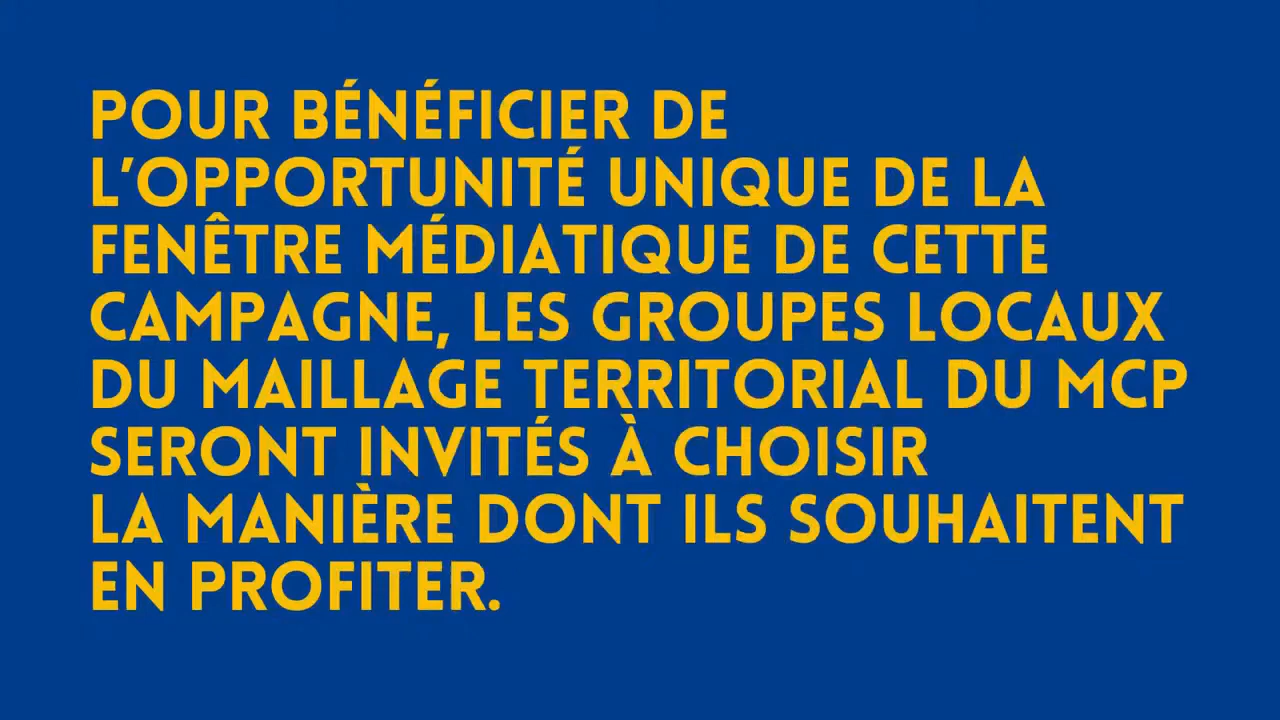 POUR BÉNÉFICIER DE
L'OPPORTUNITÉ UNIQUE DE LA
FENÊTRE MÉDIATIQUE DE CETTE
CAMPAGNE, LES GROUPES LOCAUX
DU MAILLAGE TERRITORIAL DU MCP
SERONT INVITÉS À CHOISIR
LA MANIÈRE DONT ILS SOUHAITENT
EN PROFITER.